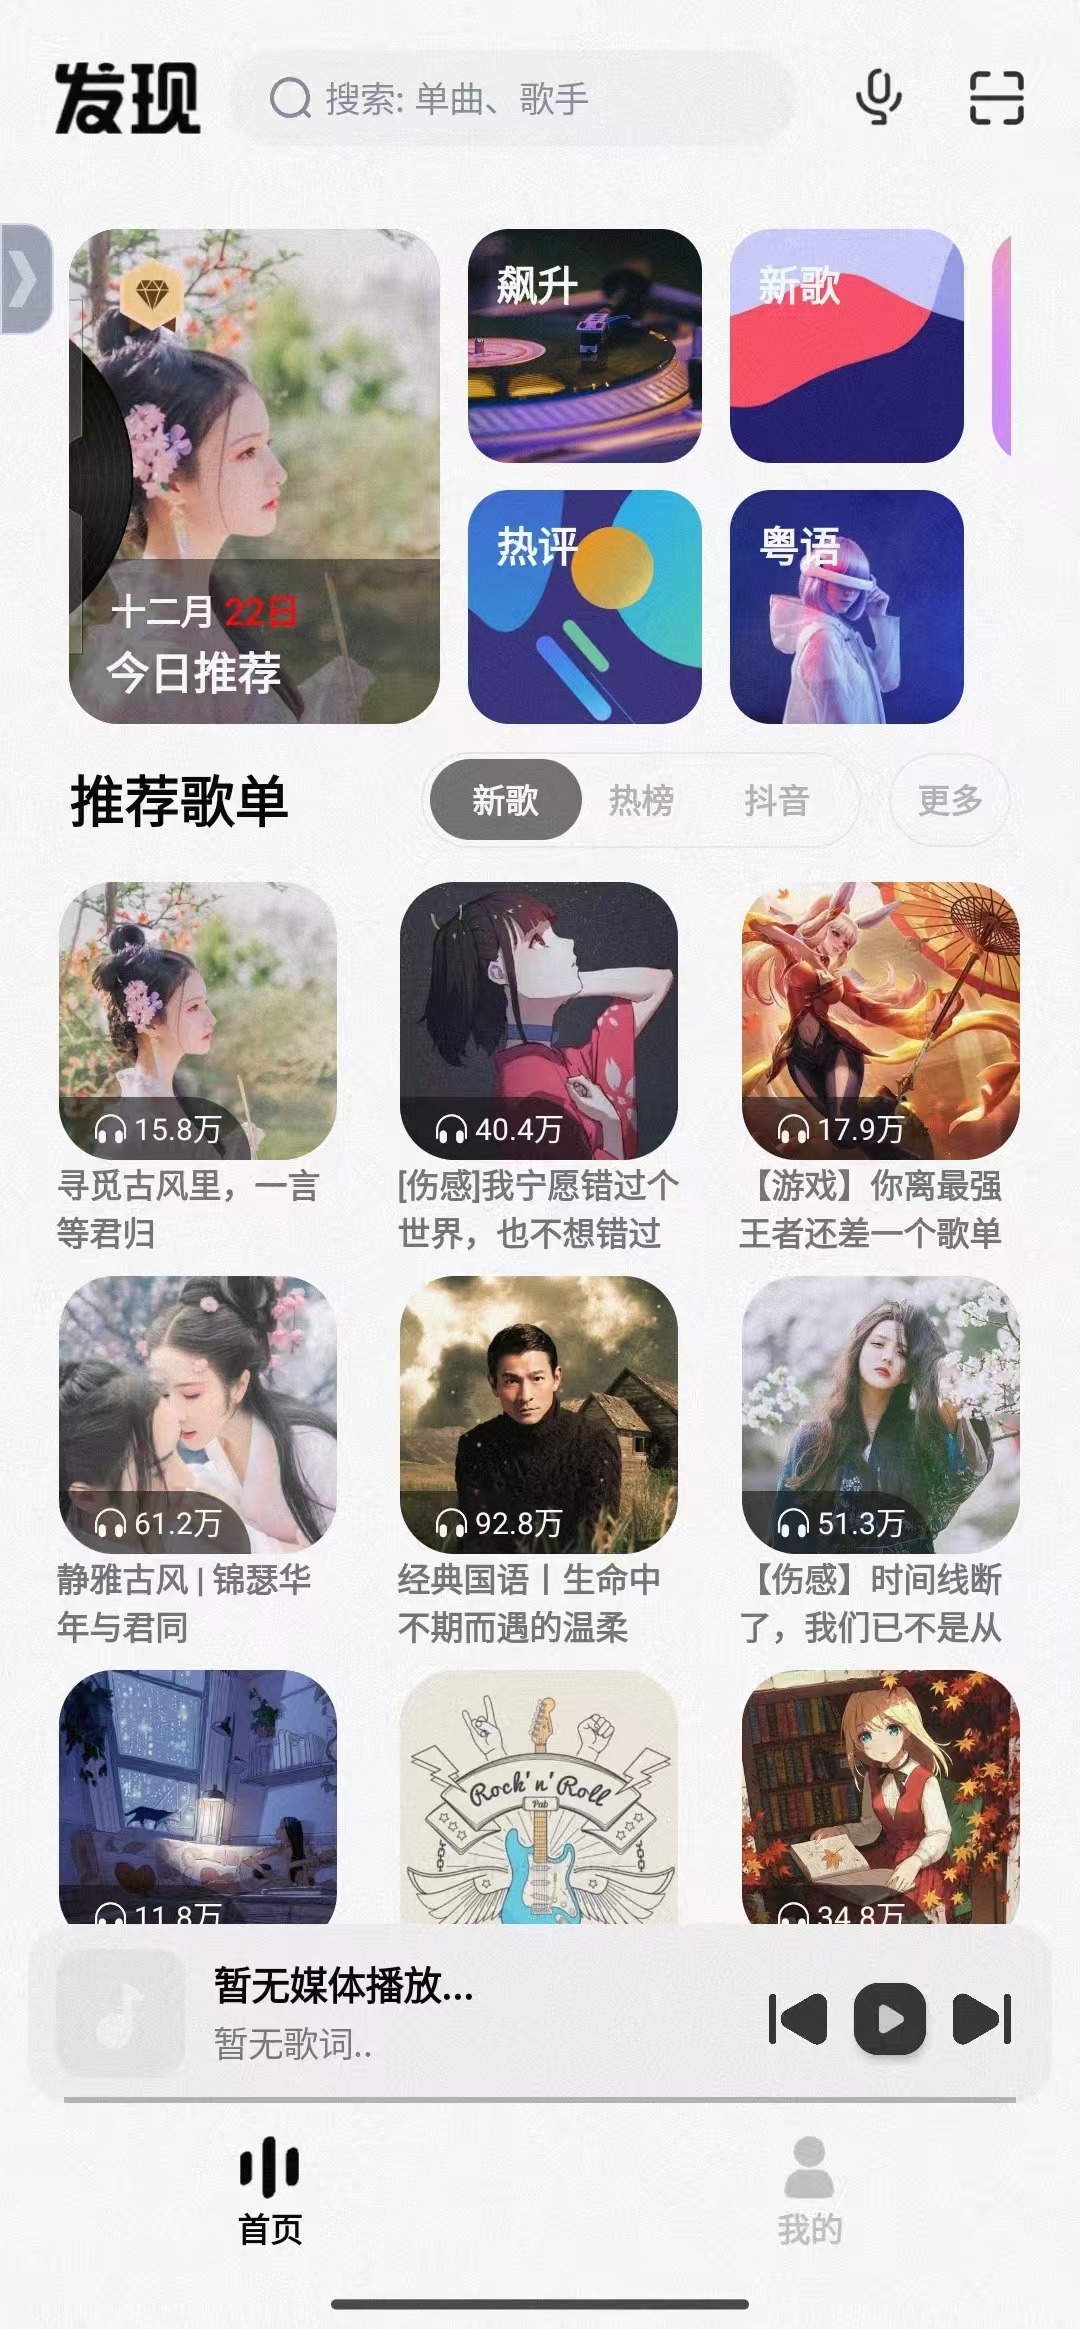 发现
搜索: 单曲、歌手
飙升
新歌
热评
粤语
十二月 22日
今日推荐
推荐歌单
新歌
热榜
抖音
更多
15.8万
40.4万
17.9万
寻觅古风里，一言
等君归
[伤感]我宁愿错过个
世界，也不想错过
【游戏】你离最强
王者还差一个歌单
61.2万
92.8万
51.3万
静雅古风 | 锦瑟华
年与君同
经典国语丨生命中
不期而遇的温柔
【伤感】时间线断
了，我们已不是从
Rock'n'Roll
Pub
11.8万
34.8万
暂无媒体播放...
暂无歌词..
首页
我的